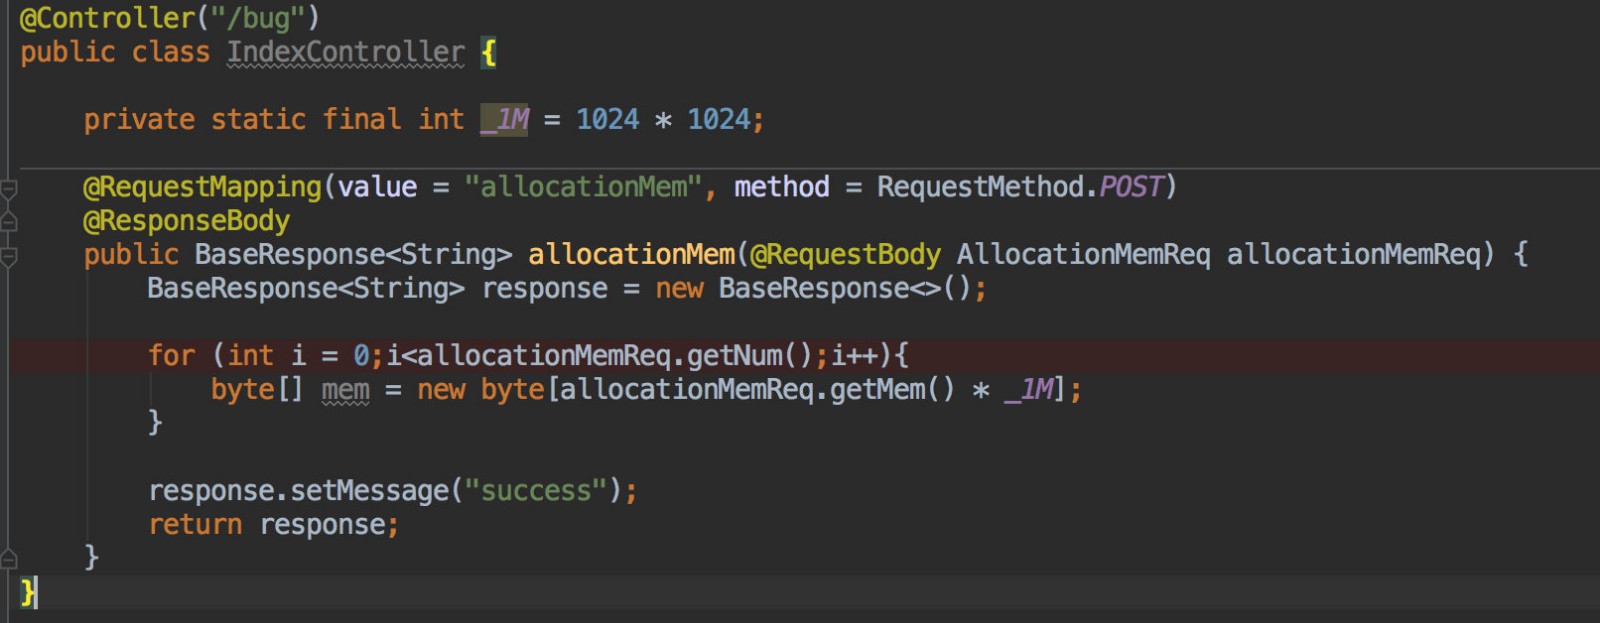 @Controller("/bug")
public class IndexController {
private static final int _1M = 1024 * 1024;
@RequestMapping(value = "allocationMem", method = RequestMethod.POST)
@ResponseBody
public BaseResponse<String> allocationMem(@RequestBody AllocationMemReq allocationMemReq) {
BaseResponse<String> response = new BaseResponse<>();
for (int i = 0;i<allocationMemReq.getNum();i++){
byte[] mem = new byte[allocationMemReq.getMem() * _1M];
}
response.setMessage("success");
return response;
}
}